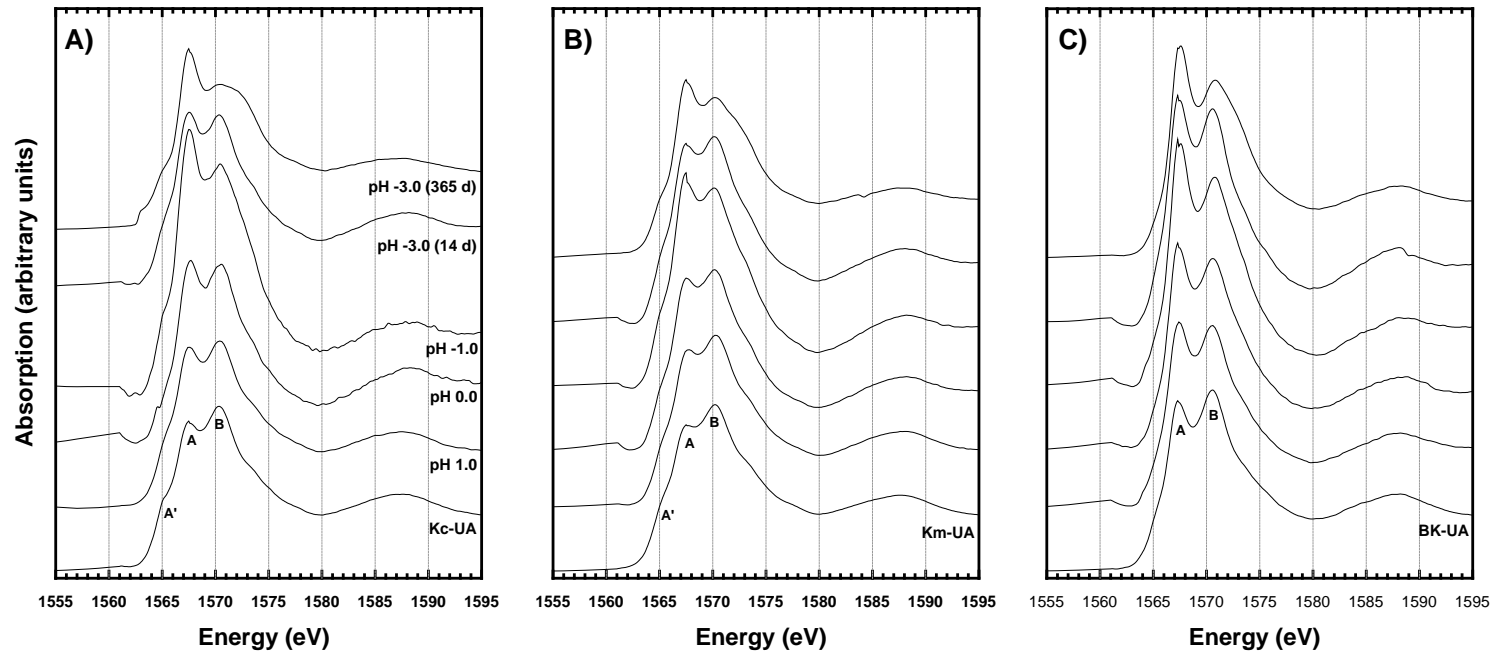 A)
Absorption (arbitrary units)
pH -3.0 (365 d)
pH -3.0 (14 d)
pH -1.0
pH 0.0
pH 1.0
A
B
A'
Kc-UA
1555 1560 1565 1570 1575 1580 1585 1590 1595
Energy (eV)
B)
A
B
A'
Km-UA
1555 1560 1565 1570 1575 1580 1585 1590 1595
Energy (eV)
C)
A
B
BK-UA
1555 1560 1565 1570 1575 1580 1585 1590 1595
Energy (eV)